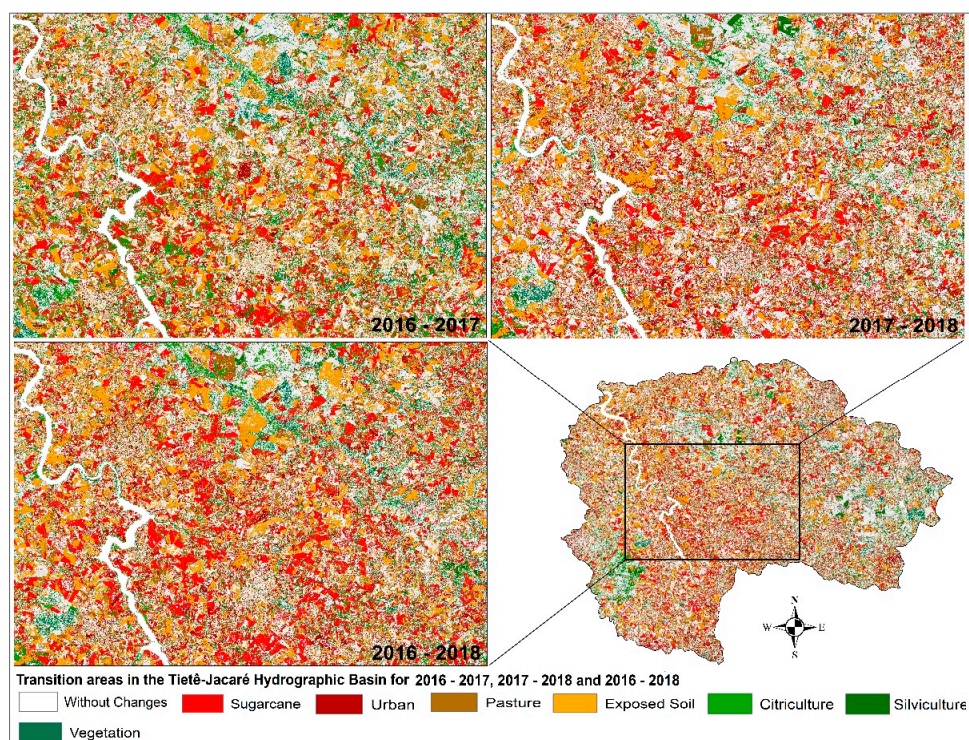 2016 - 2017
2017 - 2018
2016 - 2018
N
W E
S
Transition areas in the Tietê-Jacaré Hydrographic Basin for 2016 - 2017, 2017 - 2018 and 2016 - 2018
Without Changes Sugarcane Urban Pasture Exposed Soil Citriculture Silviculture
Vegetation